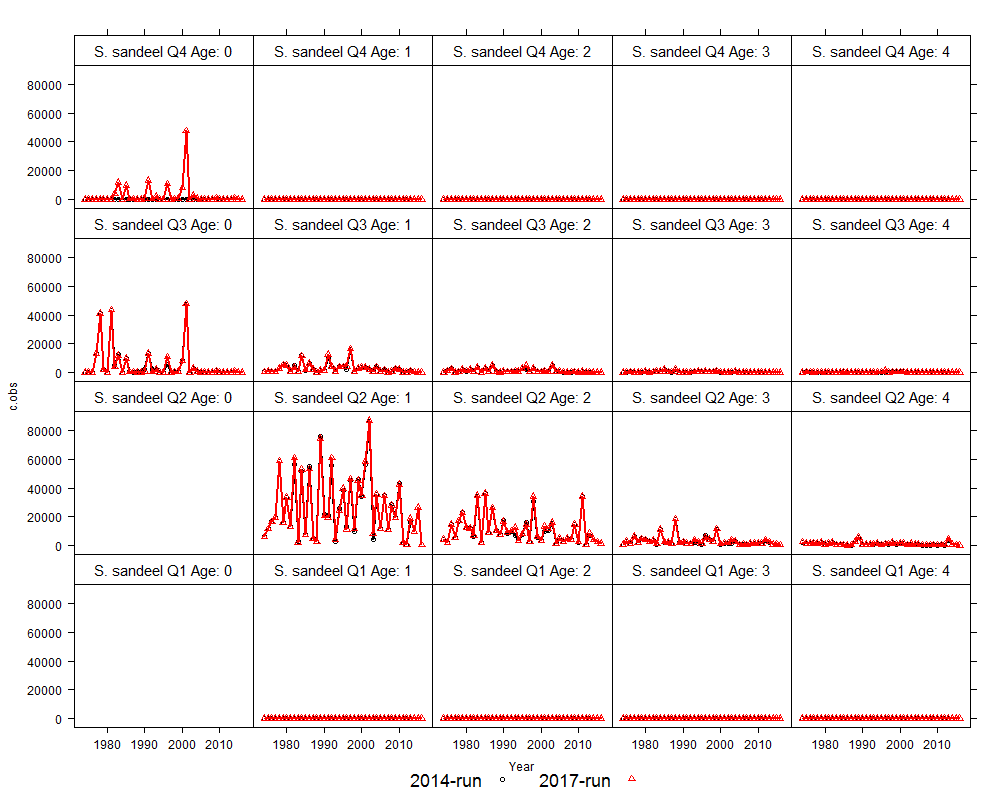 S. sandeel Q4 Age: 0 S. sandeel Q4 Age: 1 S. sandeel Q4 Age: 2 S. sandeel Q4 Age: 3 S. sandeel Q4 Age: 4
80000
60000
40000
20000
0
S. sandeel Q3 Age: 0 S. sandeel Q3 Age: 1 S. sandeel Q3 Age: 2 S. sandeel Q3 Age: 3 S. sandeel Q3 Age: 4
80000
60000
40000
20000
0
c.obs
S. sandeel Q2 Age: 0 S. sandeel Q2 Age: 1 S. sandeel Q2 Age: 2 S. sandeel Q2 Age: 3 S. sandeel Q2 Age: 4
80000
60000
40000
20000
0
S. sandeel Q1 Age: 0 S. sandeel Q1 Age: 1 S. sandeel Q1 Age: 2 S. sandeel Q1 Age: 3 S. sandeel Q1 Age: 4
80000
60000
40000
20000
0
1980 1990 2000 2010 1980 1990 2000 2010 1980 1990 2000 2010 1980 1990 2000 2010 1980 1990 2000 2010
Year
2014-run 2017-run